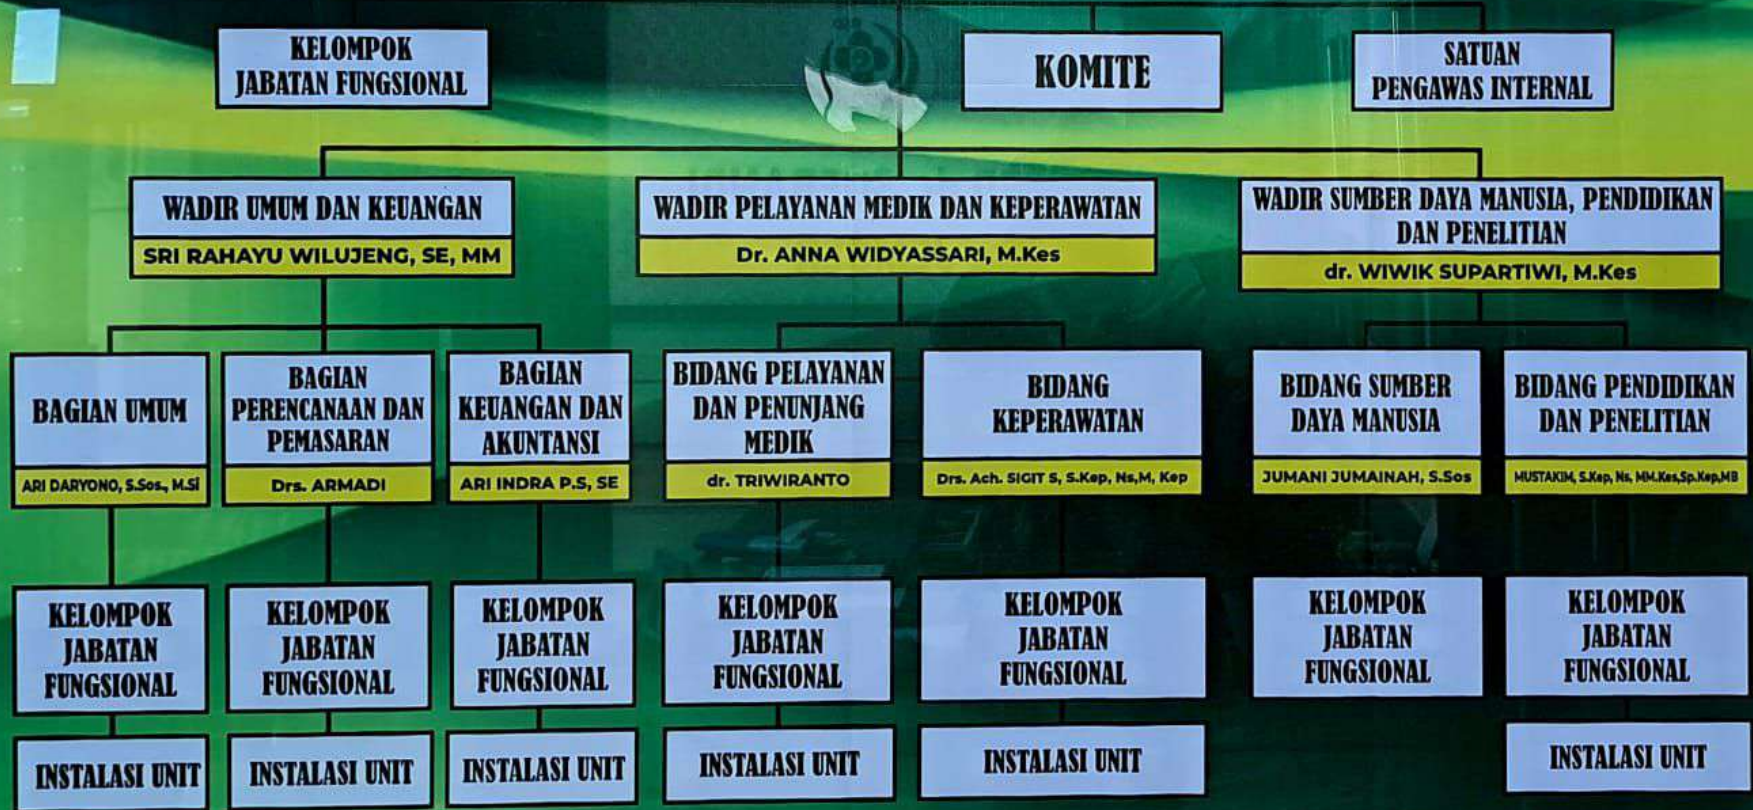 KELOMPOK
JABATAN FUNGSIONAL
KOMITE
SATUAN
PENGAWAS INTERNAL
WADIR UMUM DAN KEUANGAN
SRI RAHAYU WILUJENG, SE, MM
WADIR PELAYANAN MEDIK DAN KEPERAWATAN
Dr. ANNA WIDYASSARI, M.Kes
WADIR SUMBER DAYA MANUSIA, PENDIDIKAN
DAN PENELITIAN
dr. WIWIK SUPARTIWI, M.Kes
BAGIAN UMUM
ARI DARYONO, S.Sos., M.Si
BAGIAN
PERENCANAAN DAN
PEMASARAN
Drs. ARMADI
BAGIAN
KEUANGAN DAN
AKUNTANSI
ARI INDRA P.S, SE
BIDANG PELAYANAN
DAN PENUNJANG
MEDIK
dr. TRIWIRANTO
BIDANG
KEPERAWATAN
Drs. Ach. SIGIT S, S.Kep, Ns,M, Kep
BIDANG SUMBER
DAYA MANUSIA
JUMANI JUMAINAH, S.Sos
BIDANG PENDIDIKAN
DAN PENELITIAN
MUSTAKIM, S.Kep, Ns, MM.Kes,Sp.Kep,MB
KELOMPOK
JABATAN
FUNGSIONAL
KELOMPOK
JABATAN
FUNGSIONAL
KELOMPOK
JABATAN
FUNGSIONAL
KELOMPOK
JABATAN
FUNGSIONAL
KELOMPOK
JABATAN
FUNGSIONAL
KELOMPOK
JABATAN
FUNGSIONAL
KELOMPOK
JABATAN
FUNGSIONAL
INSTALASI UNIT
INSTALASI UNIT
INSTALASI UNIT
INSTALASI UNIT
INSTALASI UNIT
INSTALASI UNIT